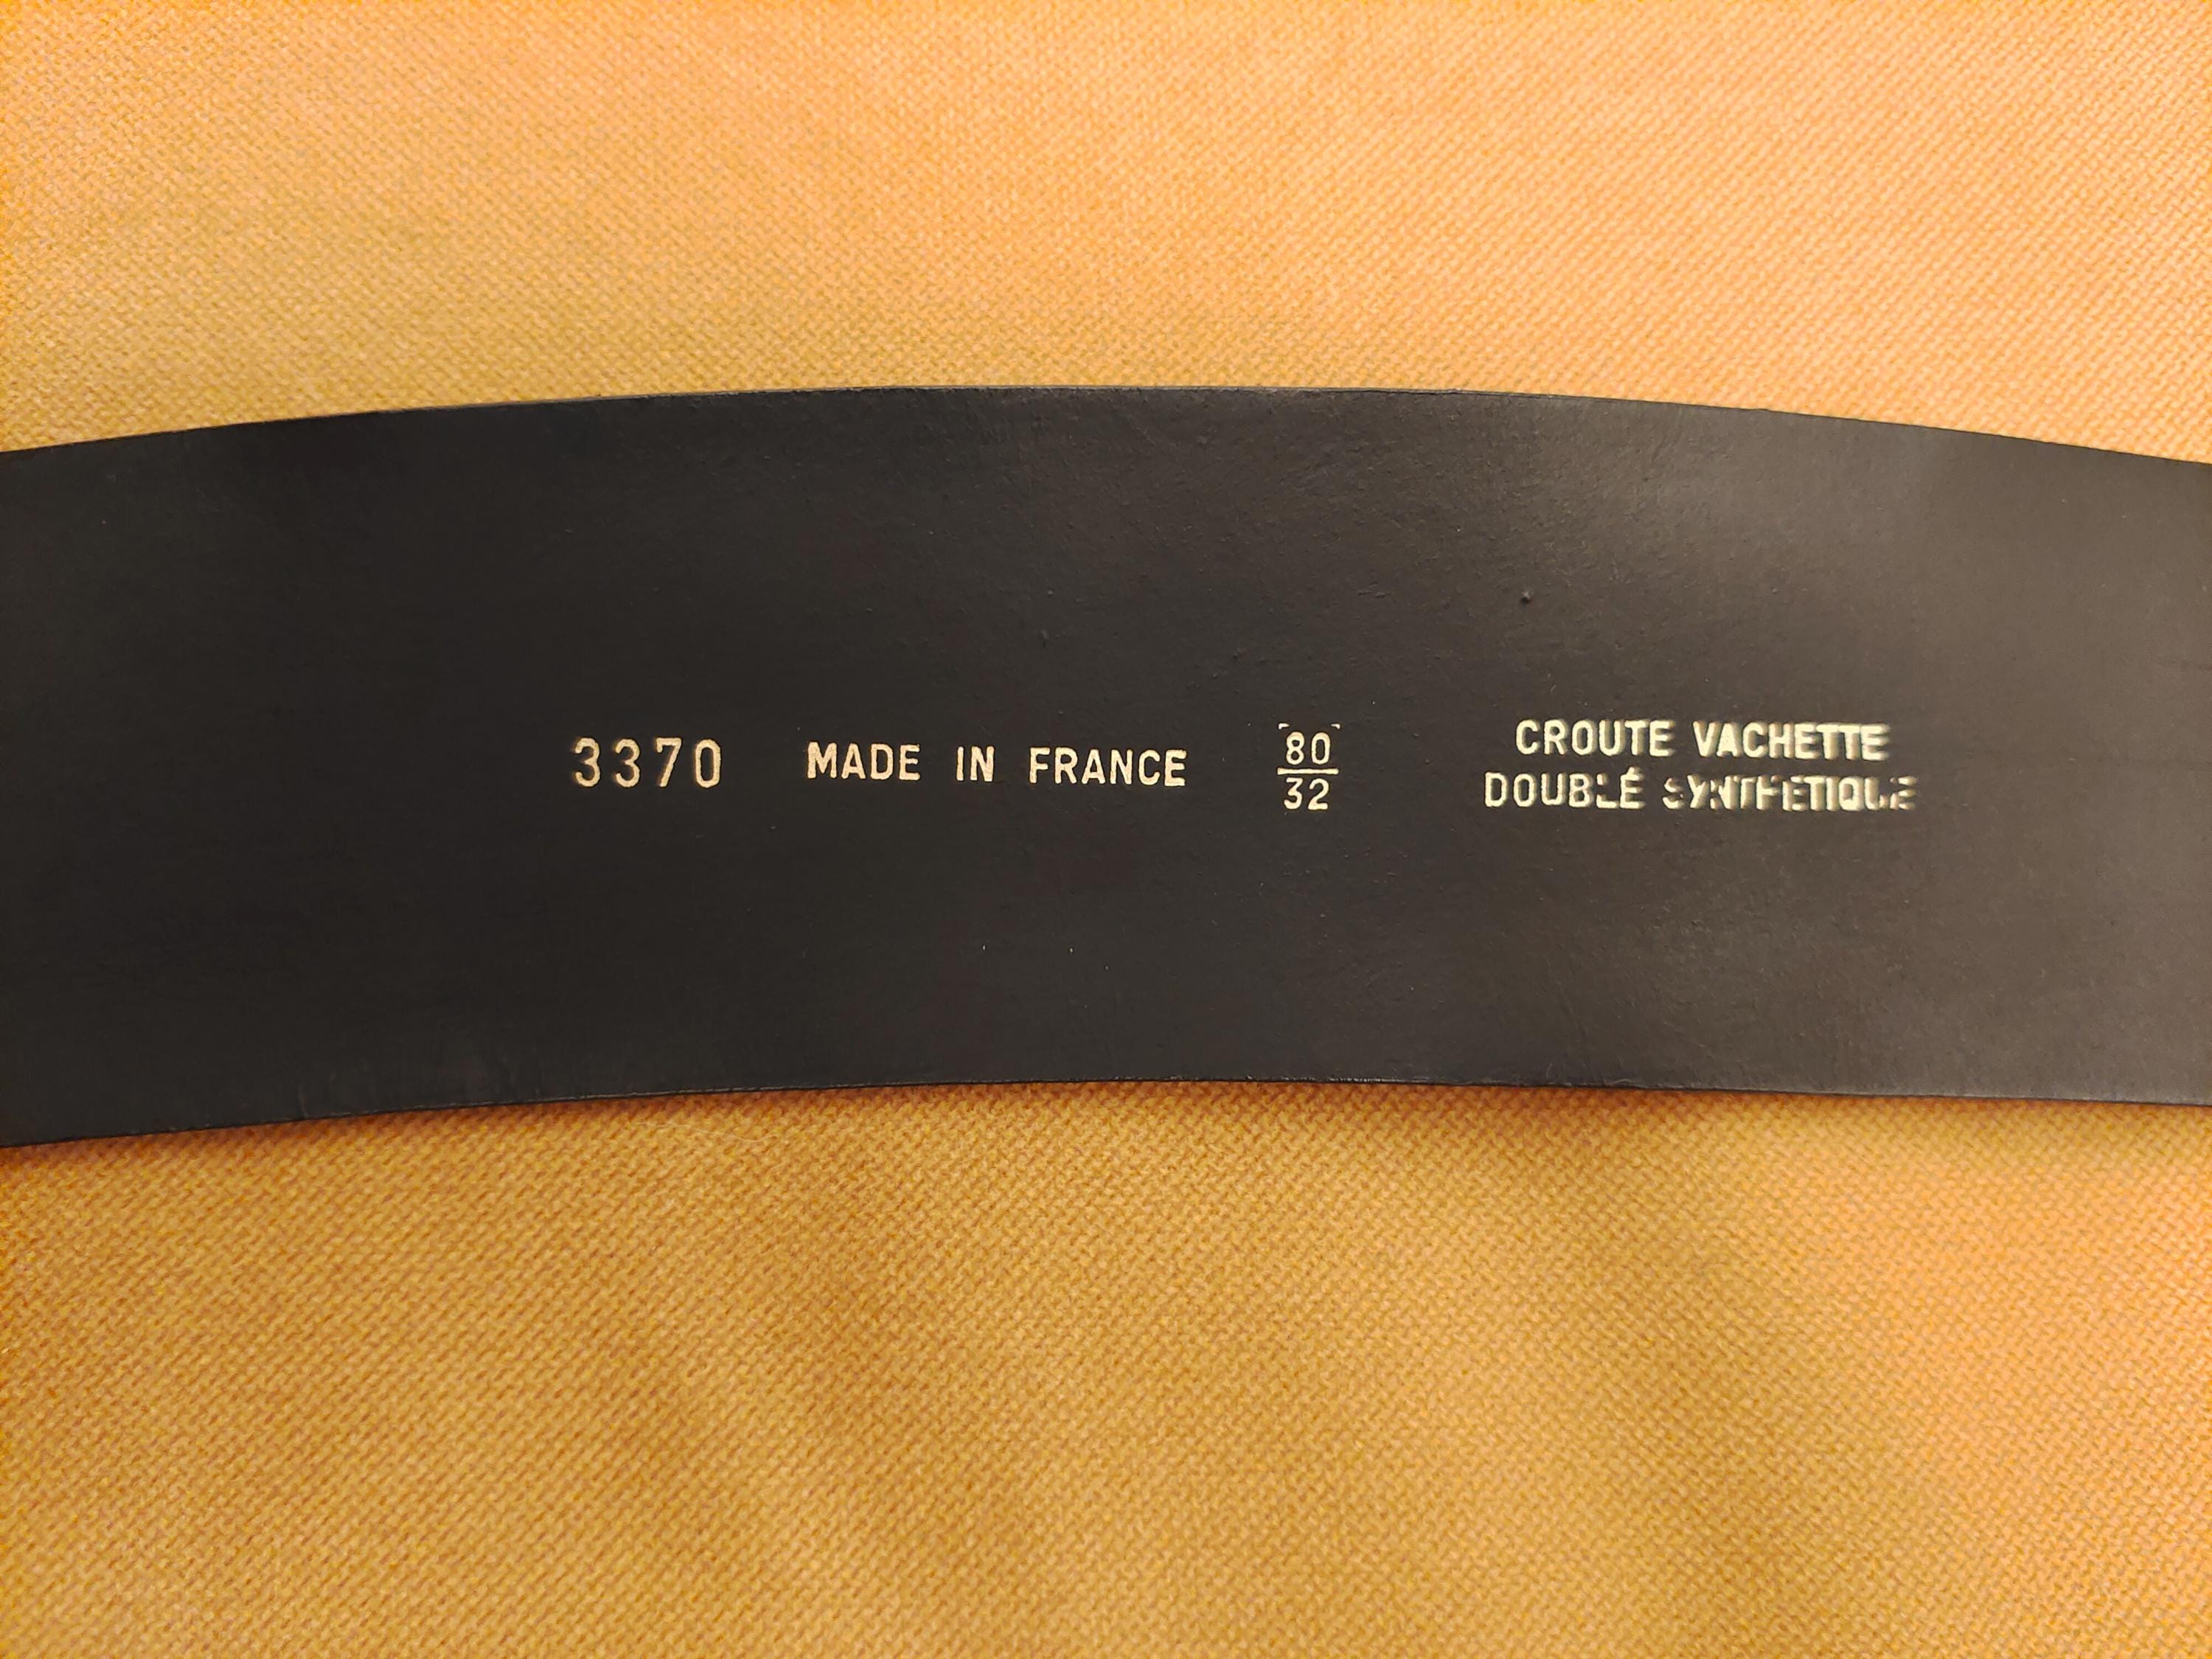 3370 MADE IN FRANCE 80
32
CROUTE VACHETTE
DOUBLÉ SYNTHETIQUE